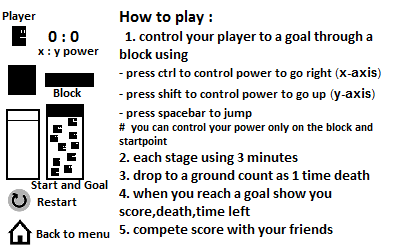 Player
0 : 0
x : y power
Block
Start and Goal
Restart
Back to menu
How to play :
1. control your player to a goal through a
block using
- press ctrl to control power to go right (x-axis)
- press shift to control power to go up (y-axis)
- press spacebar to jump
# you can control your power only on the block and
startpoint
2. each stage using 3 minutes
3. drop to a ground count as 1 time death
4. when you reach a goal show you
score,death,time left
5. compete score with your friends